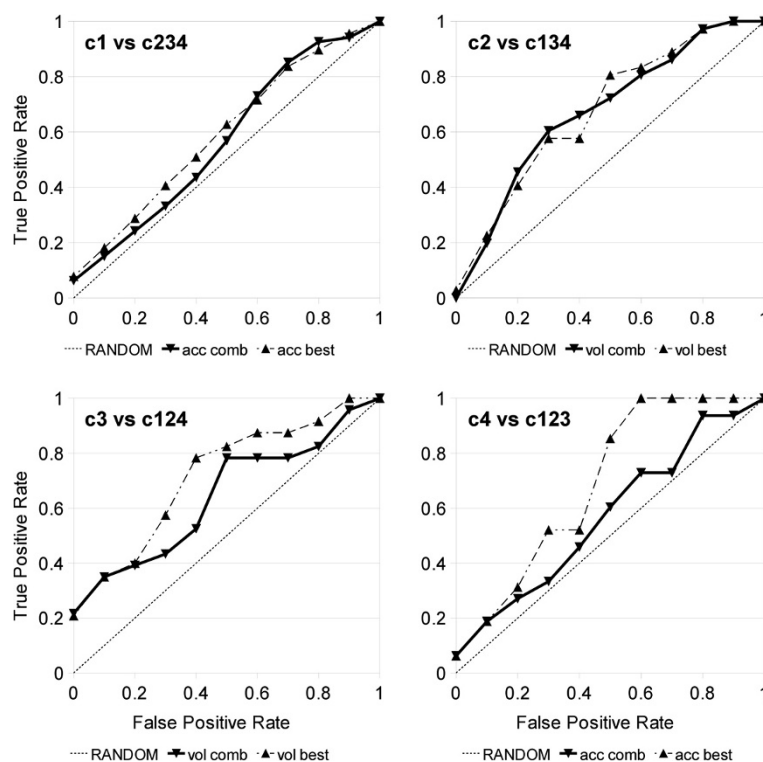 c1 vs c234
True Positive Rate
1
0.8
0.6
0.4
0.2
0
0 0.2 0.4 0.6 0.8 1
RANDOM acc comb acc best
c2 vs c134
1
0.8
0.6
0.4
0.2
0
0 0.2 0.4 0.6 0.8 1
RANDOM vol comb vol best
c3 vs c124
True Positive Rate
1
0.8
0.6
0.4
0.2
0
0 0.2 0.4 0.6 0.8 1
False Positive Rate
RANDOM vol comb vol best
c4 vs c123
1
0.8
0.6
0.4
0.2
0
0 0.2 0.4 0.6 0.8 1
False Positive Rate
RANDOM acc comb acc best